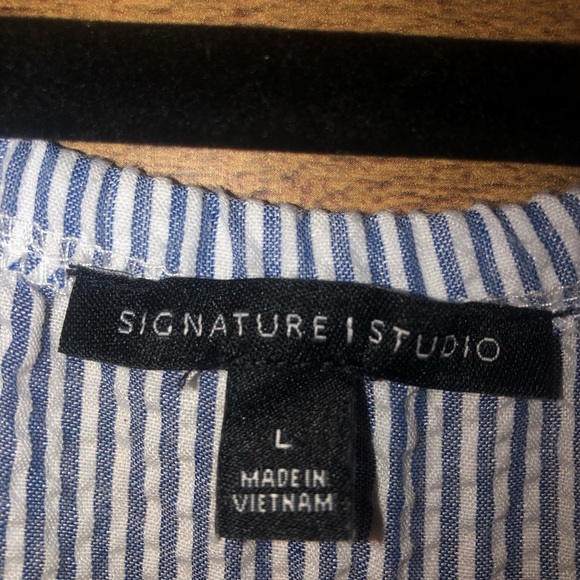 SIGNATURE | STUDIO
L
MADE IN
VIETNAM